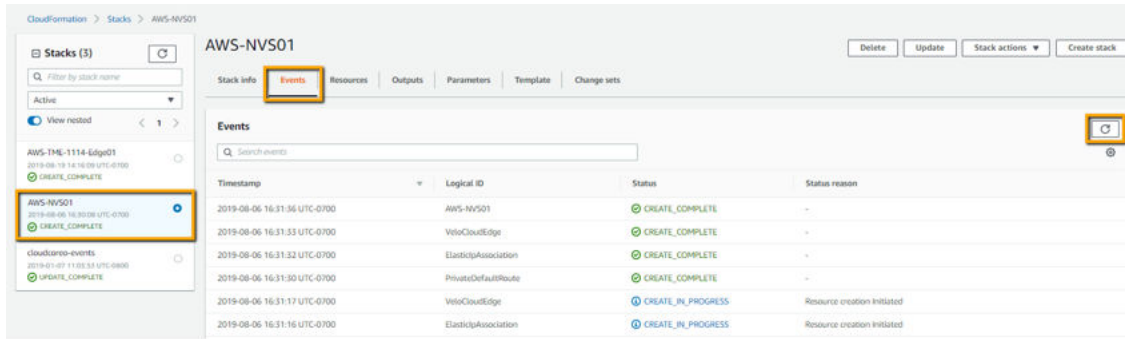 CloudFormation > Stacks > AWS-NVS01
Stacks (3)
Filter by stack name
Active
View nested
< 1 >
AWS-TME-1114-Edge01
2019-08-13 14:16:09 UTC-0700
CREATE_COMPLETE
AWS-NVS01
2019-08-06 16:30:08 UTC-0700
CREATE_COMPLETE
cloudcoreo-events
2019-01-07 11:03:53 UTC-0800
UPDATE_COMPLETE
AWS-NVS01
Delete Update Stack actions Create stack
Stack info Events Resources Outputs Parameters Template Change sets
Events
Search events
Timestamp Logical ID Status Status reason
2019-08-06 16:31:36 UTC-0700 AWS-NVS01 CREATE_COMPLETE -
2019-08-06 16:31:33 UTC-0700 VeloCloudEdge CREATE_COMPLETE -
2019-08-06 16:31:32 UTC-0700 ElasticIpAssociation CREATE_COMPLETE -
2019-08-06 16:31:30 UTC-0700 PrivateDefaultRoute CREATE_COMPLETE -
2019-08-06 16:31:17 UTC-0700 VeloCloudEdge CREATE_IN_PROGRESS Resource creation Initiated
2019-08-06 16:31:16 UTC-0700 ElasticIpAssociation CREATE_IN_PROGRESS Resource creation Initiated